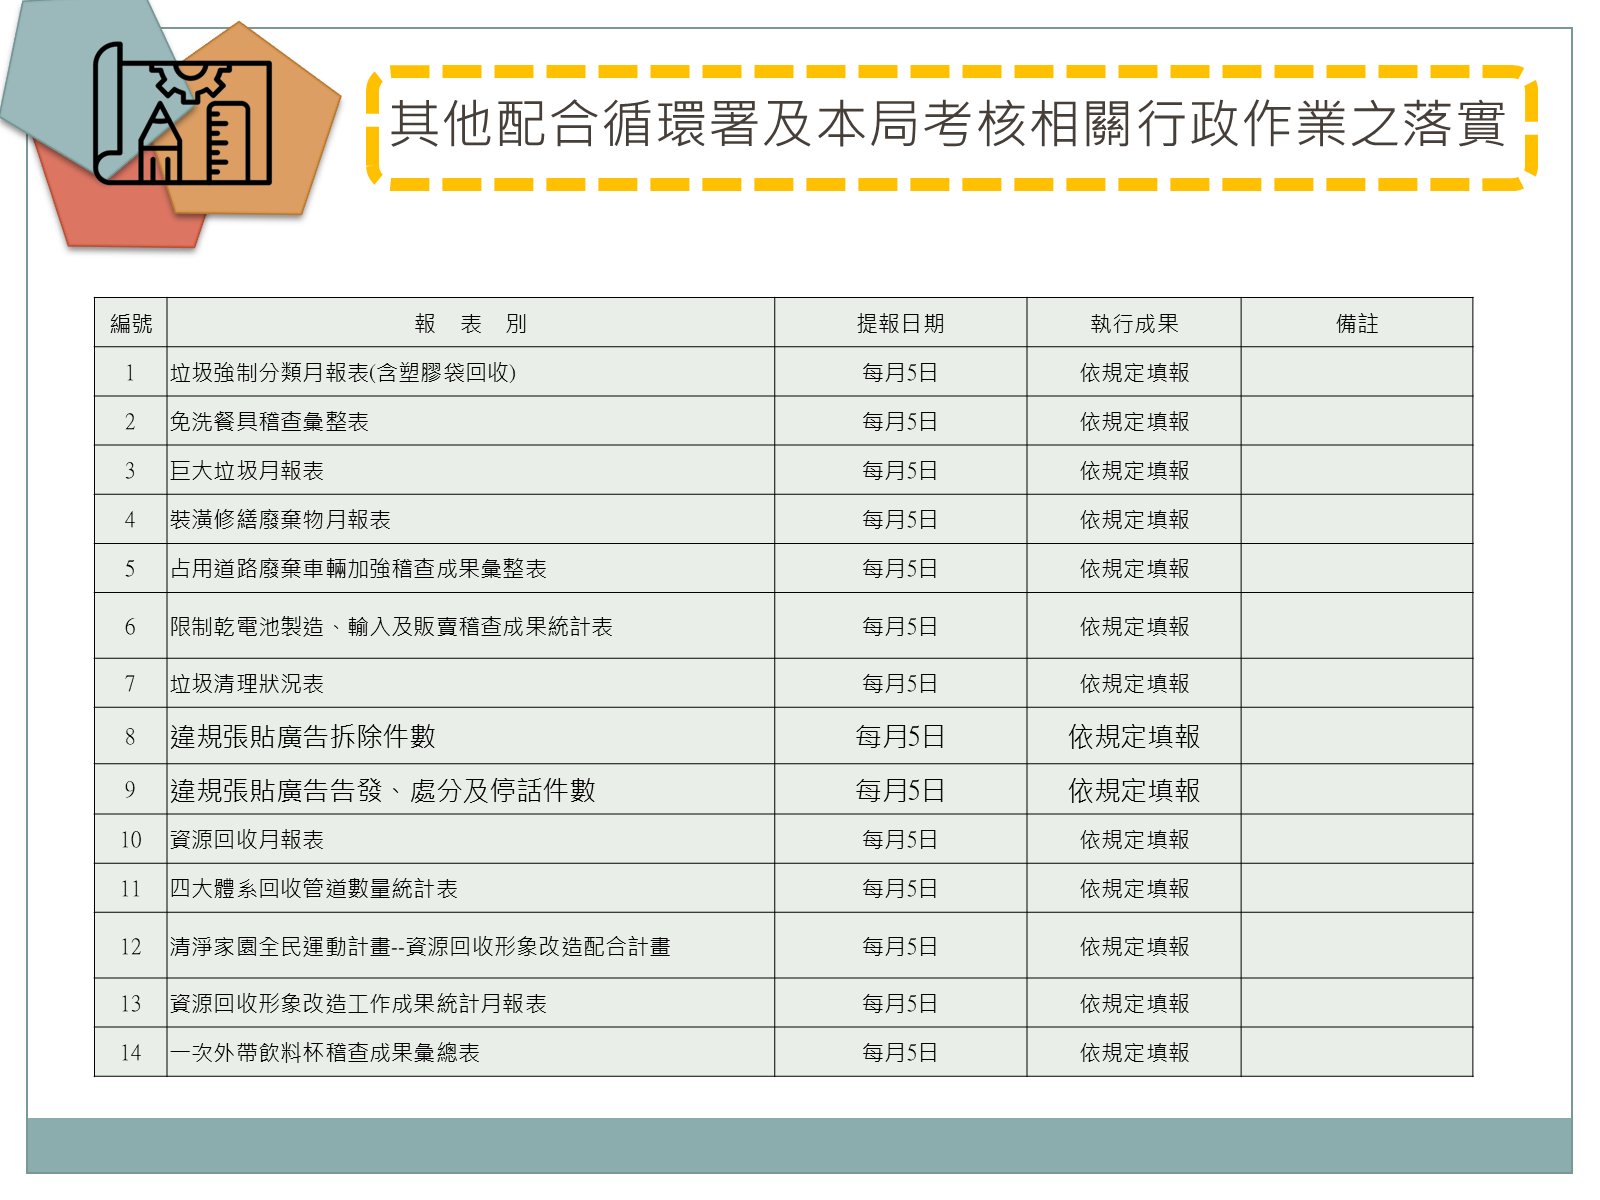 其他配合循環署及本局考核相關行政作業之落實
編號 報 表 別 提報日期 執行成果 備註
1 垃圾強制分類月報表(含塑膠袋回收) 每月5日 依規定填報
2 免洗餐具稽查彙整表 每月5日 依規定填報
3 巨大垃圾月報表 每月5日 依規定填報
4 裝潢修繕廢棄物月報表 每月5日 依規定填報
5 占用道路廢棄車輛加強稽查成果彙整表 每月5日 依規定填報
6 限制乾電池製造、輸入及販賣稽查成果統計表 每月5日 依規定填報
7 垃圾清理狀況表 每月5日 依規定填報
8 違規張貼廣告拆除件數 每月5日 依規定填報
9 違規張貼廣告告發、處分及停話件數 每月5日 依規定填報
10 資源回收月報表 每月5日 依規定填報
11 四大體系回收管道數量統計表 每月5日 依規定填報
12 清淨家園全民運動計畫--資源回收形象改造配合計畫 每月5日 依規定填報
13 資源回收形象改造工作成果統計月報表 每月5日 依規定填報
14 一次外帶飲料杯稽查成果彙總表 每月5日 依規定填報